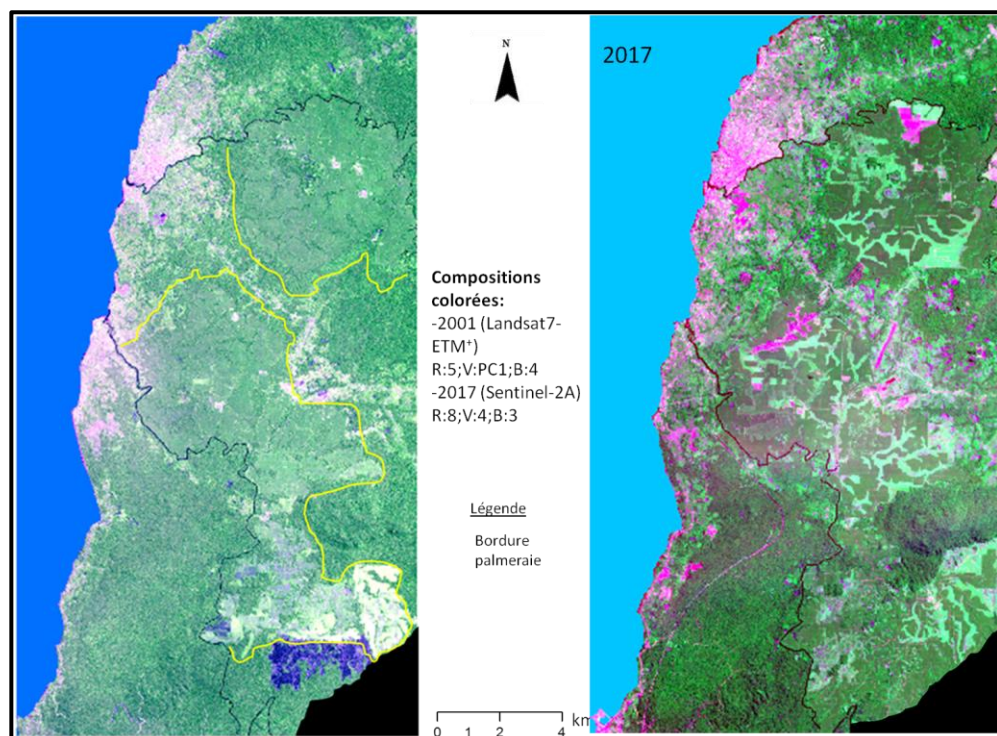 N
2017
Compositions
colorées:
-2001 (Landsat7-
ETM⁺)
R:5;V:PC1;B:4
-2017 (Sentinel-2A)
R:8;V:4;B:3
Légende
Bordure
palmeraie
km
0 1 2 4